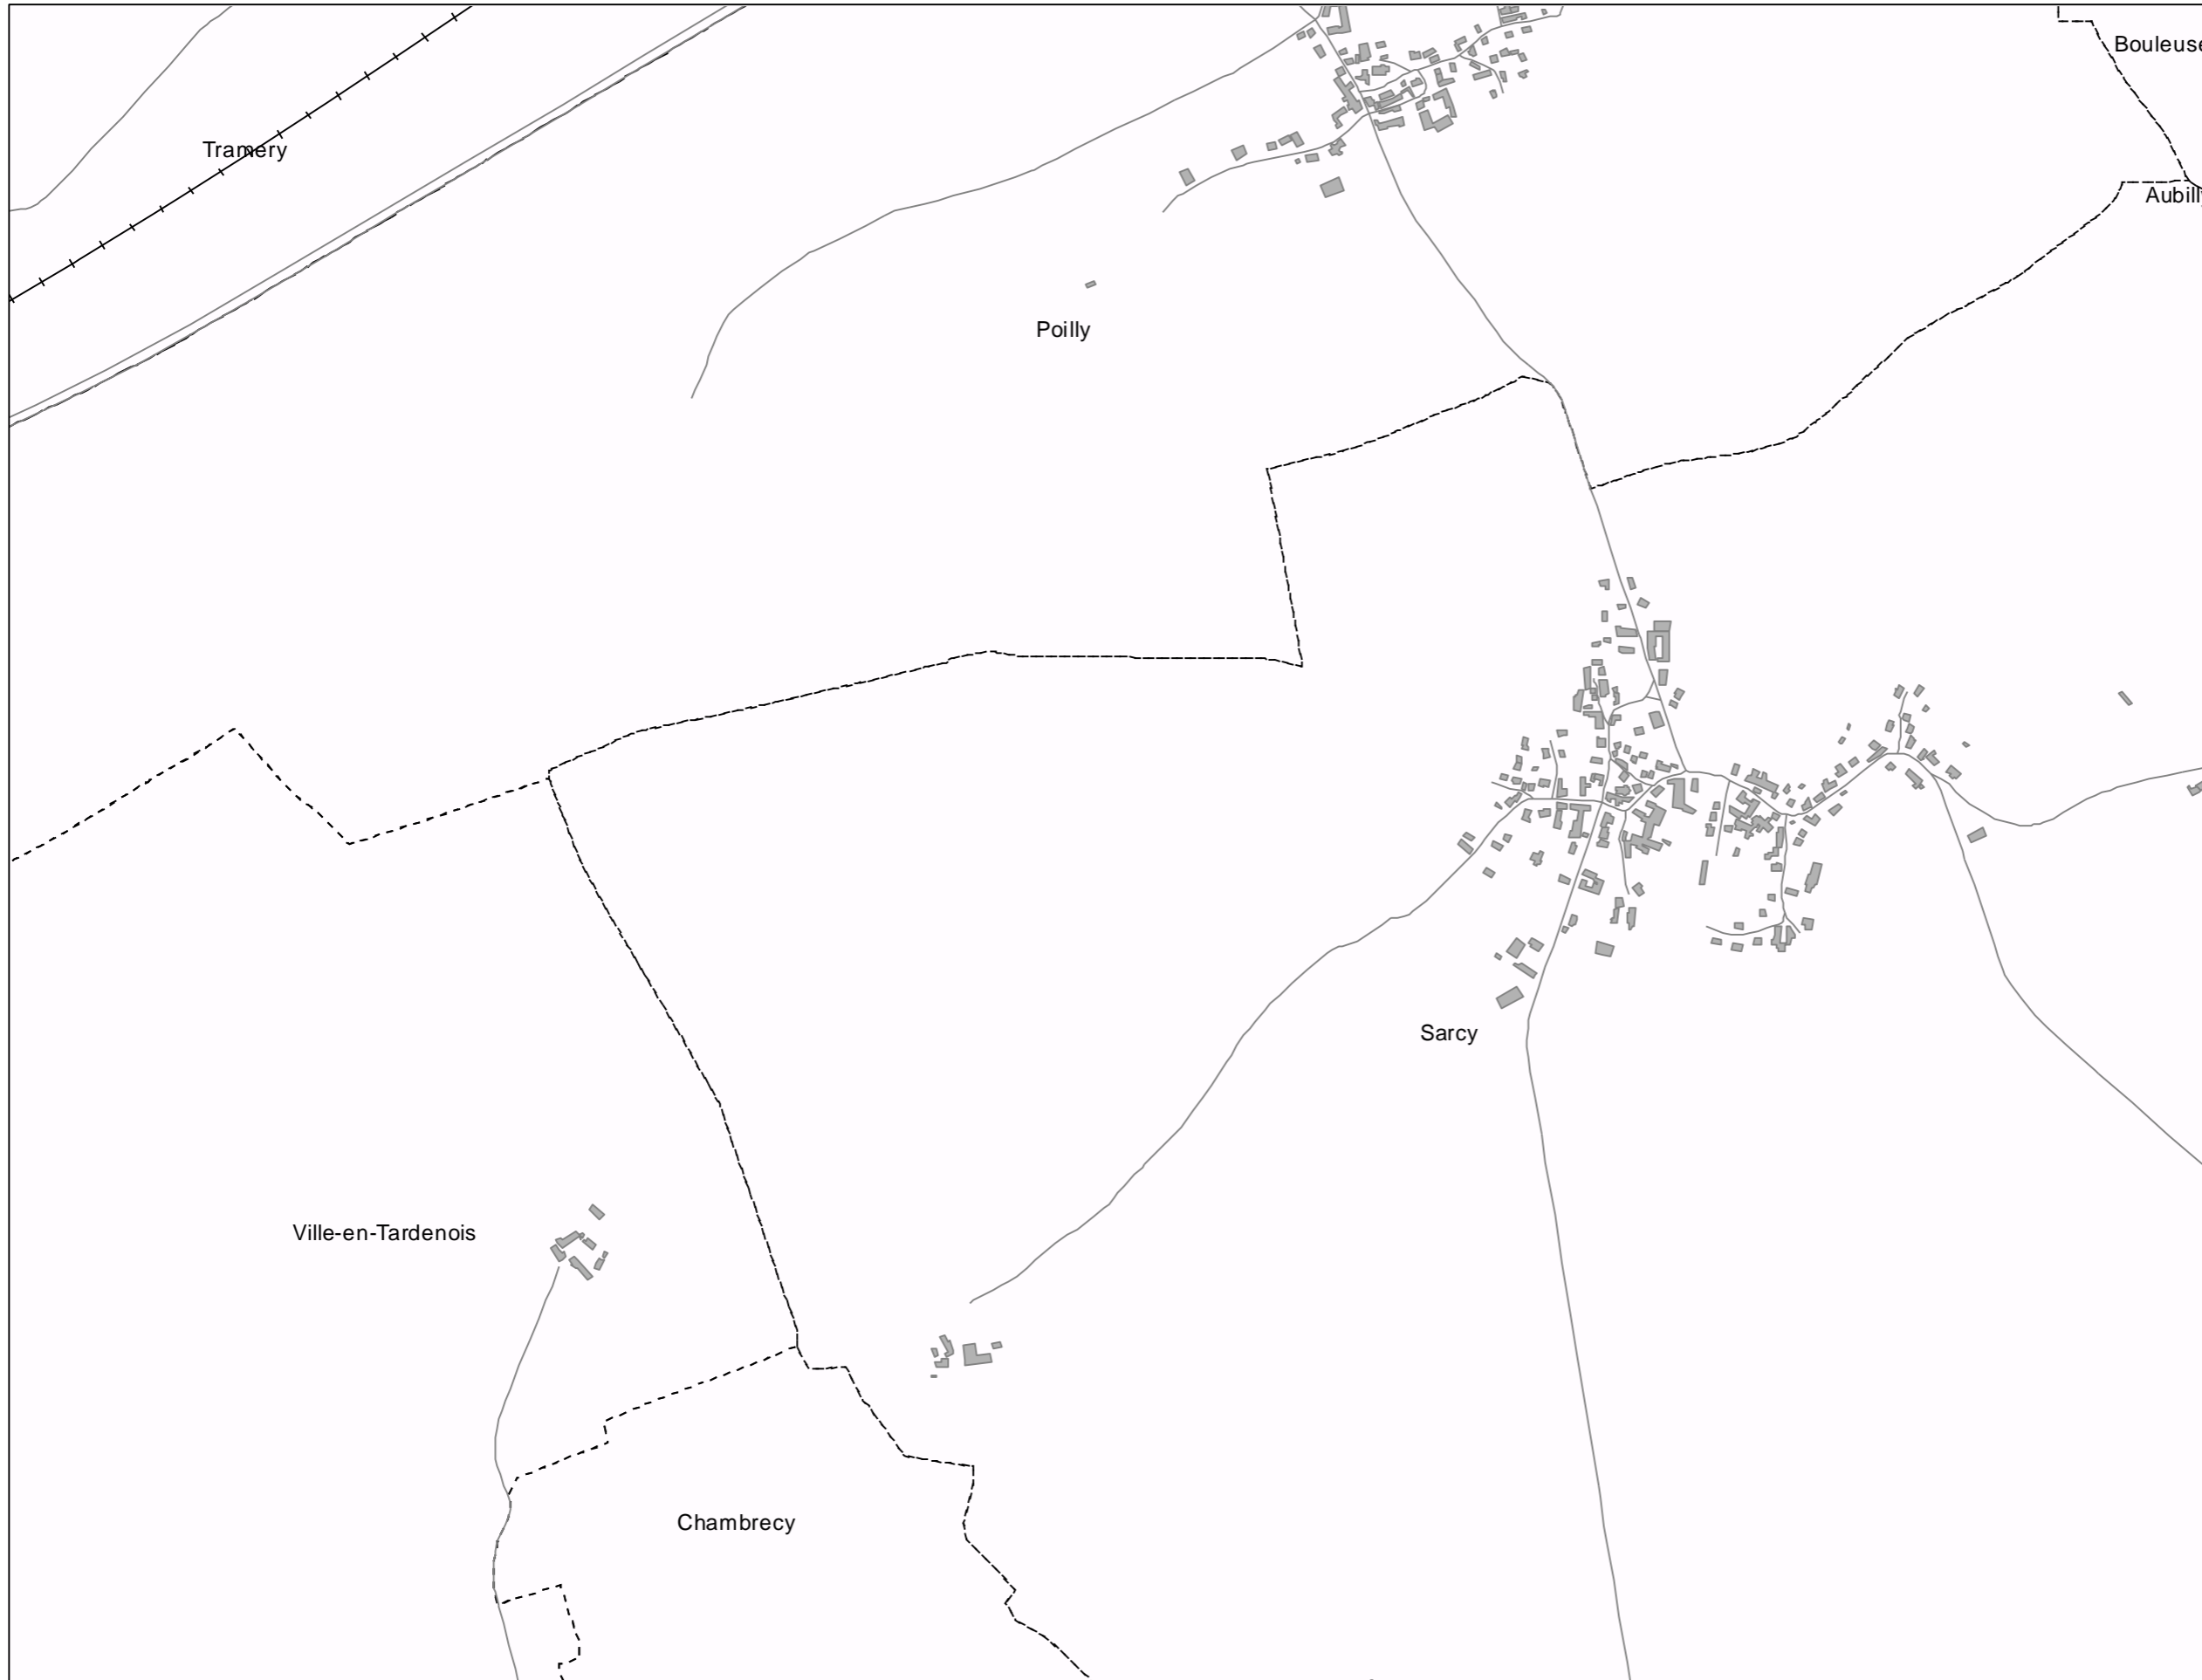 Bouleuse
Tramery
Aubilly
Poilly
Sarcy
Ville-en-Tardenois
Chambrecy